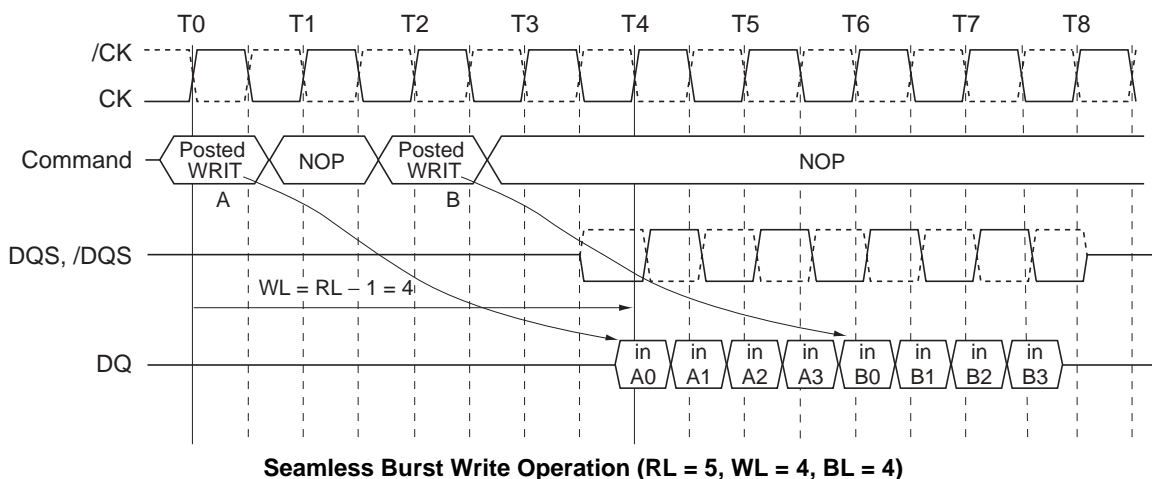 T0 T1 T2 T3 T4 T5 T6 T7 T8
/CK
CK
Command
Posted WRIT
NOP
Posted WRIT
NOP
A
B
DQS, /DQS
WL = RL − 1 = 4
DQ
in A0
in A1
in A2
in A3
in B0
in B1
in B2
in B3
Seamless Burst Write Operation (RL = 5, WL = 4, BL = 4)